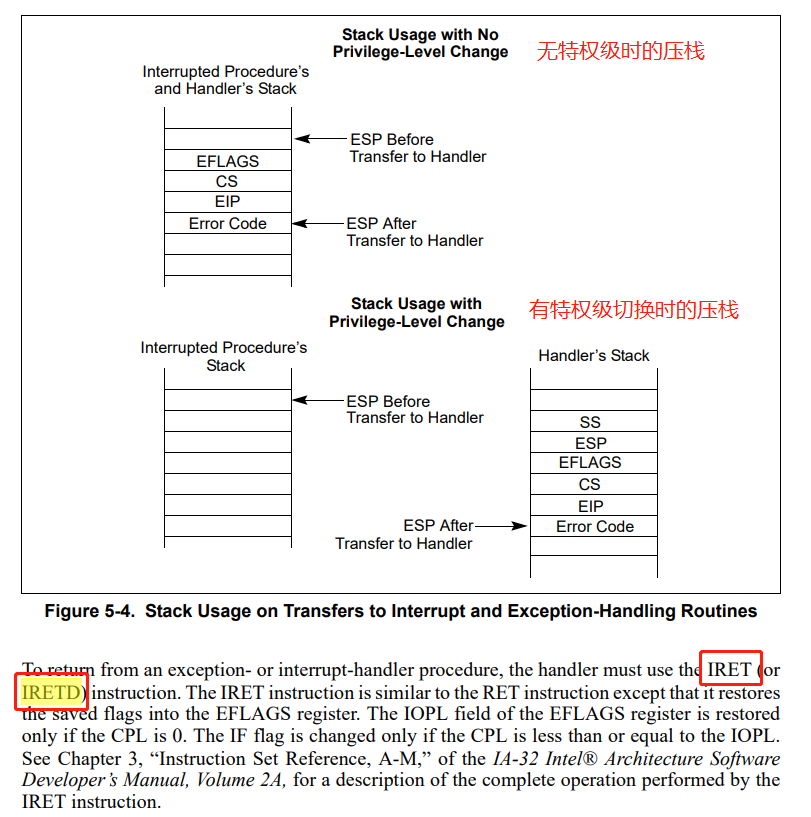 Stack Usage with No
Privilege-Level Change
无特权级时的压栈
Interrupted Procedure’s
and Handler’s Stack
ESP Before
Transfer to Handler
EFLAGS
CS
EIP
Error Code
ESP After
Transfer to Handler
Stack Usage with
Privilege-Level Change
有特权级切换时的压栈
Interrupted Procedure’s
Stack
Handler’s Stack
ESP Before
Transfer to Handler
SS
ESP
EFLAGS
CS
EIP
ESP After
Transfer to Handler
Error Code
Figure 5-4. Stack Usage on Transfers to Interrupt and Exception-Handling Routines
To return from an exception- or interrupt-handler procedure, the handler must use the IRET (or
IRETD) instruction. The IRET instruction is similar to the RET instruction except that it restores
the saved flags into the EFLAGS register. The IOPL field of the EFLAGS register is restored
only if the CPL is 0. The IF flag is changed only if the CPL is less than or equal to the IOPL.
See Chapter 3, “Instruction Set Reference, A-M,” of the IA-32 Intel® Architecture Software
Developer’s Manual, Volume 2A, for a description of the complete operation performed by the
IRET instruction.